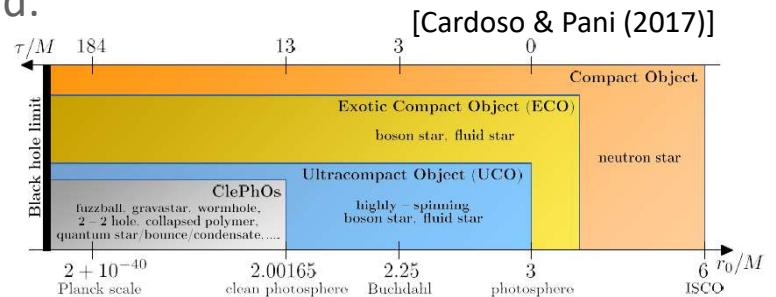 d.
[Cardoso & Pani (2017)]
τ/M 184 13 3 0
Compact Object
Exotic Compact Object (ECO)
boson star, fluid star
neutron star
Ultracompact Object (UCO)
highly – spinning
boson star, fluid star
ClePhOs
fuzzball, gravastar, wormhole,
2 – 2 hole, collapsed polymer,
quantum star/bounce/condensate,....
Black hole limit
2 + 10⁻⁴⁰ 2.00165 2.25 3 6 r₀/M
Planck scale clean photosphere Buchdahl photosphere ISCO